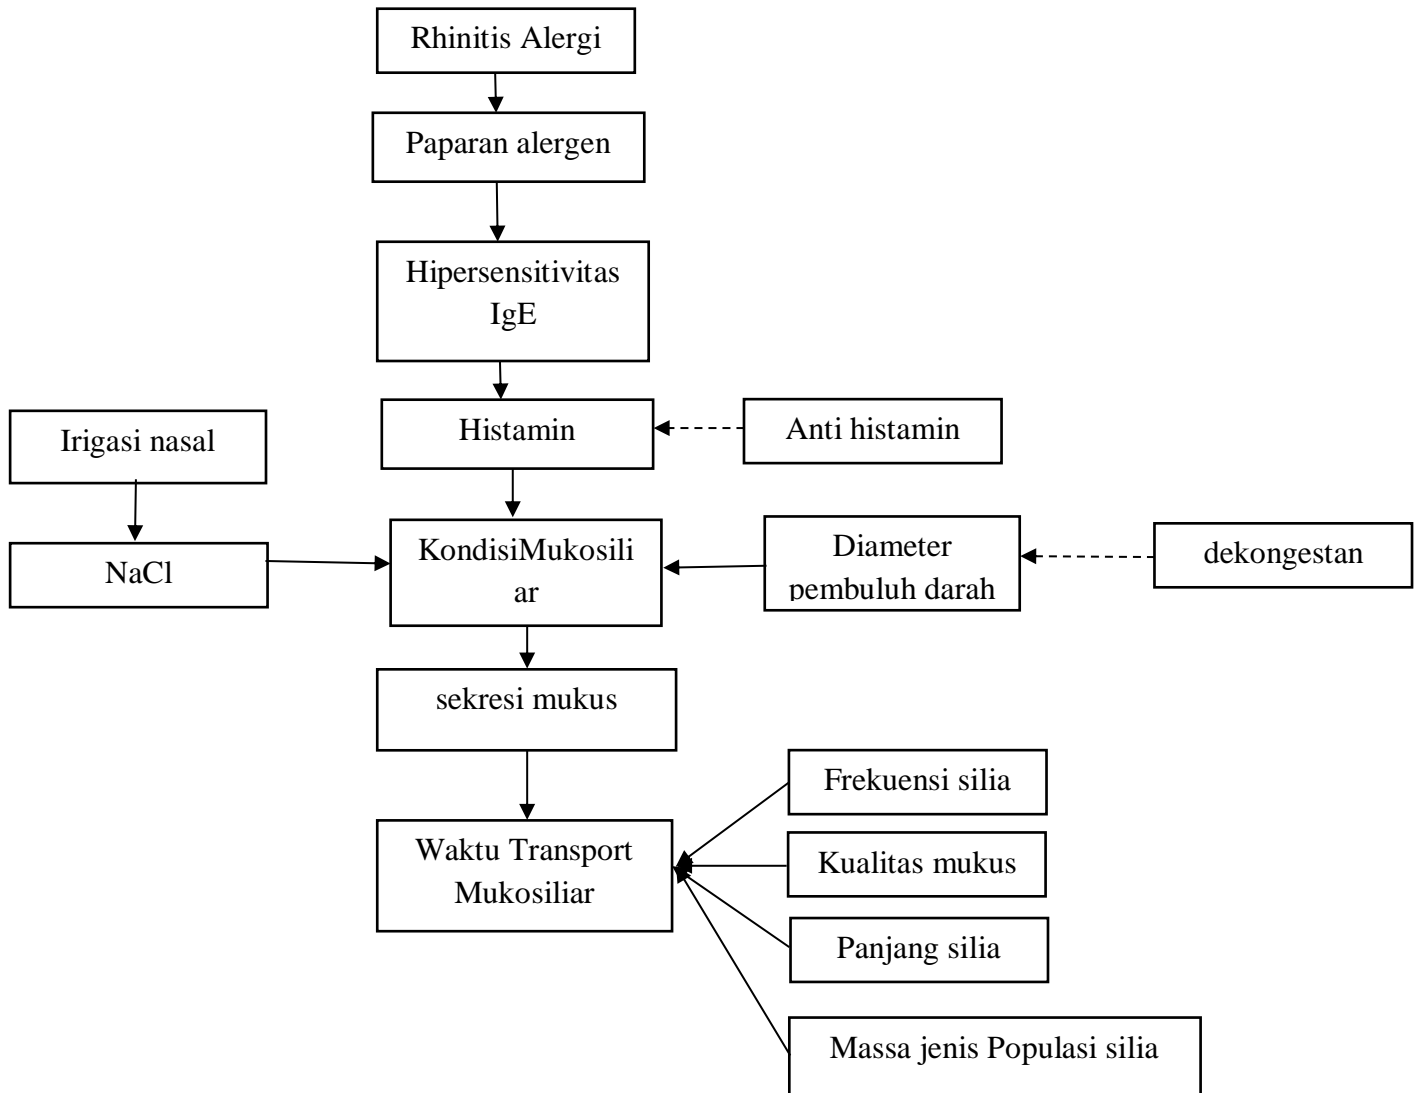 Rhinitis Alergi
Paparan alergen
Hipersensitivitas
IgE
Histamin
Anti histamin
Irigasi nasal
NaCl
KondisiMukosili
ar
Diameter
pembuluh darah
dekongestan
sekresi mukus
Waktu Transport
Mukosiliar
Frekuensi silia
Kualitas mukus
Panjang silia
Massa jenis Populasi silia